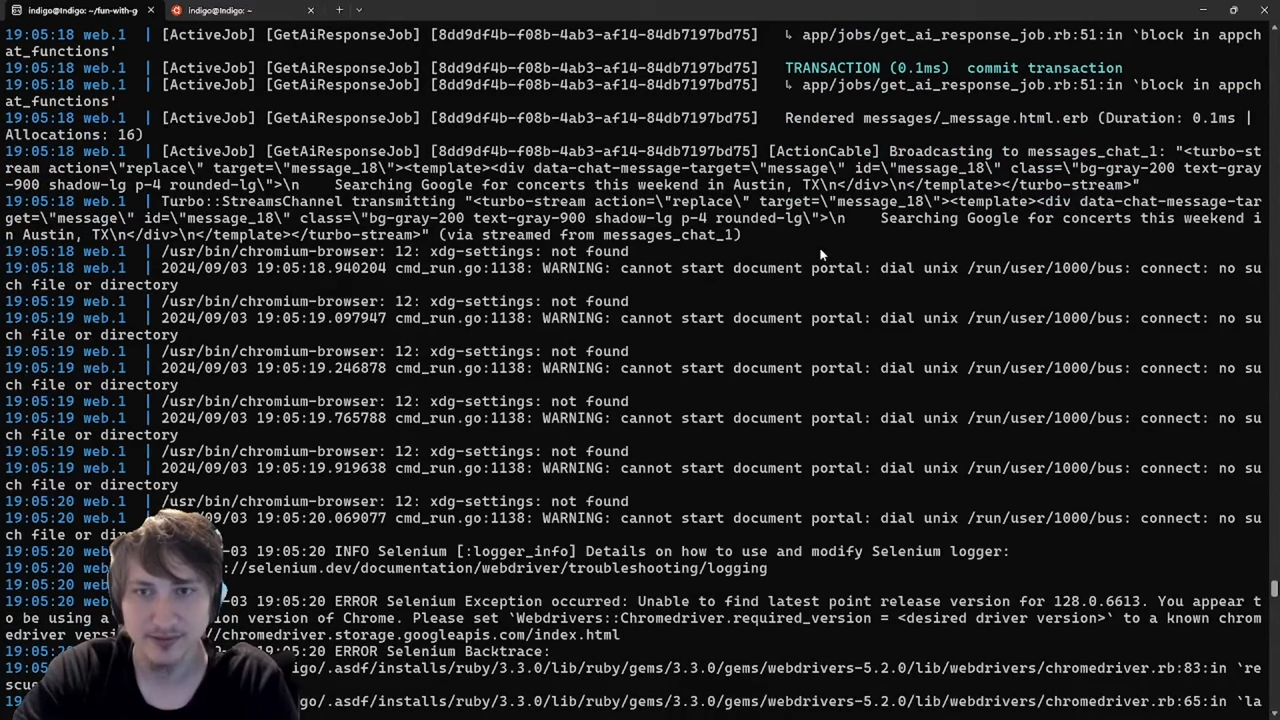 indigo@Indigo: ~/fun-with-g
indigo@Indigo: ~
19:05:18 web.1  | [ActiveJob] [GetAiResponseJob] [8dd9df4b-f08b-4ab3-af14-84db7197bd75]   ↳ app/jobs/get_ai_response_job.rb:51:in `block in appch
at_functions'
19:05:18 web.1  | [ActiveJob] [GetAiResponseJob] [8dd9df4b-f08b-4ab3-af14-84db7197bd75]   TRANSACTION (0.1ms)  commit transaction
19:05:18 web.1  | [ActiveJob] [GetAiResponseJob] [8dd9df4b-f08b-4ab3-af14-84db7197bd75]   ↳ app/jobs/get_ai_response_job.rb:51:in `block in appch
at_functions'
19:05:18 web.1  | [ActiveJob] [GetAiResponseJob] [8dd9df4b-f08b-4ab3-af14-84db7197bd75]   Rendered messages/_message.html.erb (Duration: 0.1ms |
Allocations: 16)
19:05:18 web.1  | [ActiveJob] [GetAiResponseJob] [8dd9df4b-f08b-4ab3-af14-84db7197bd75] [ActionCable] Broadcasting to messages_chat_1: "<turbo-st
ream action=\"replace\" target=\"message_18\"><template><div data-chat-message-target=\"message\" id=\"message_18\" class=\"bg-gray-200 text-gray
-900 shadow-lg p-4 rounded-lg\">\n    Searching Google for concerts this weekend in Austin, TX\n</div>\n</template></turbo-stream>"
19:05:18 web.1  | Turbo::StreamsChannel transmitting "<turbo-stream action=\"replace\" target=\"message_18\"><template><div data-chat-message-tar
get=\"message\" id=\"message_18\" class=\"bg-gray-200 text-gray-900 shadow-lg p-4 rounded-lg\">\n    Searching Google for concerts this weekend i
n Austin, TX\n</div>\n</template></turbo-stream>" (via streamed from messages_chat_1)
19:05:18 web.1  | /usr/bin/chromium-browser: 12: xdg-settings: not found
19:05:18 web.1  | 2024/09/03 19:05:18.940204 cmd_run.go:1138: WARNING: cannot start document portal: dial unix /run/user/1000/bus: connect: no su
ch file or directory
19:05:19 web.1  | /usr/bin/chromium-browser: 12: xdg-settings: not found
19:05:19 web.1  | 2024/09/03 19:05:19.097947 cmd_run.go:1138: WARNING: cannot start document portal: dial unix /run/user/1000/bus: connect: no su
ch file or directory
19:05:19 web.1  | /usr/bin/chromium-browser: 12: xdg-settings: not found
19:05:19 web.1  | 2024/09/03 19:05:19.246878 cmd_run.go:1138: WARNING: cannot start document portal: dial unix /run/user/1000/bus: connect: no su
ch file or directory
19:05:19 web.1  | /usr/bin/chromium-browser: 12: xdg-settings: not found
19:05:19 web.1  | 2024/09/03 19:05:19.765788 cmd_run.go:1138: WARNING: cannot start document portal: dial unix /run/user/1000/bus: connect: no su
ch file or directory
19:05:19 web.1  | /usr/bin/chromium-browser: 12: xdg-settings: not found
19:05:19 web.1  | 2024/09/03 19:05:19.919638 cmd_run.go:1138: WARNING: cannot start document portal: dial unix /run/user/1000/bus: connect: no su
ch file or directory
19:05:20 web.1  | /usr/bin/chromium-browser: 12: xdg-settings: not found
19:05:20 web.1  /09/03 19:05:20.069077 cmd_run.go:1138: WARNING: cannot start document portal: dial unix /run/user/1000/bus: connect: no su
ch file or direc
19:05:20 web -03 19:05:20 INFO Selenium [:logger_info] Details on how to use and modify Selenium logger:
19:05:20 web ://selenium.dev/documentation/webdriver/troubleshooting/logging
19:05:20 web
19:05:20 web -03 19:05:20 ERROR Selenium Exception occurred: Unable to find latest point release version for 128.0.6613. You appear t
o be using a on version of Chrome. Please set `Webdrivers::Chromedriver.required_version = <desired driver version>` to a known chrom
edriver versi //chromedriver.storage.googleapis.com/index.html
19:05:20 web -03 19:05:20 ERROR Selenium Backtrace:
19:05:20 igo/.asdf/installs/ruby/3.3.0/lib/ruby/gems/3.3.0/gems/webdrivers-5.2.0/lib/webdrivers/chromedriver.rb:83:in `re
scue
19:05 igo/.asdf/installs/ruby/3.3.0/lib/ruby/gems/3.3.0/gems/webdrivers-5.2.0/lib/webdrivers/chromedriver.rb:65:in `la